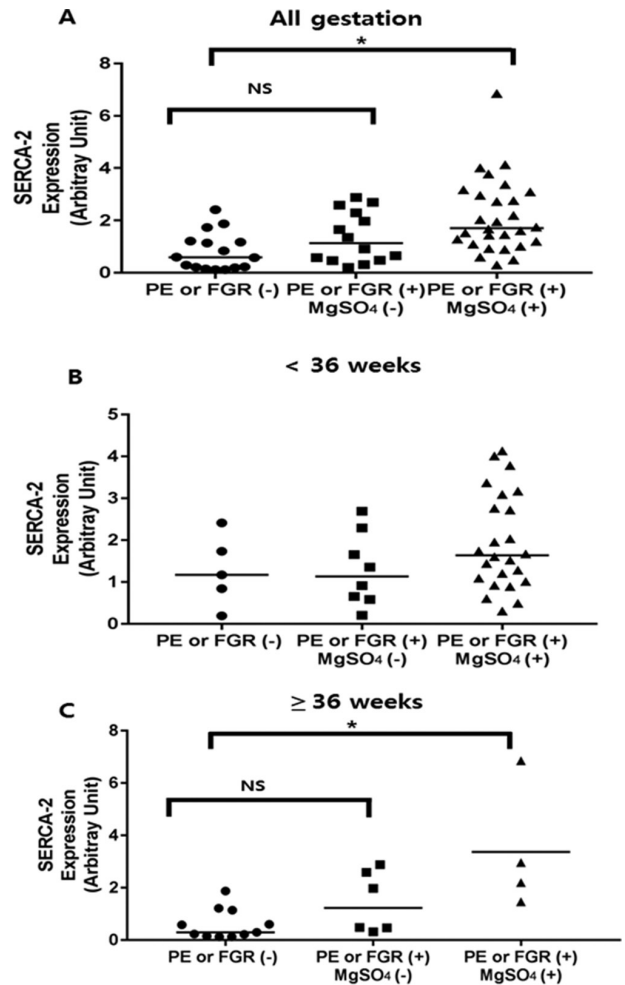 A
All gestation
*
NS
SERCA-2
Expression
(Arbitray Unit)
8
6
4
2
0
PE or FGR (-)
PE or FGR (+)
MgSO₄ (-)
PE or FGR (+)
MgSO₄ (+)
B
< 36 weeks
SERCA-2
Expression
(Arbitray Unit)
5
4
3
2
1
0
PE or FGR (-)
PE or FGR (+)
MgSO₄ (-)
PE or FGR (+)
MgSO₄ (+)
C
≥ 36 weeks
*
NS
SERCA-2
Expression
(Arbitray Unit)
8
6
4
2
0
PE or FGR (-)
PE or FGR (+)
MgSO₄ (-)
PE or FGR (+)
MgSO₄ (+)